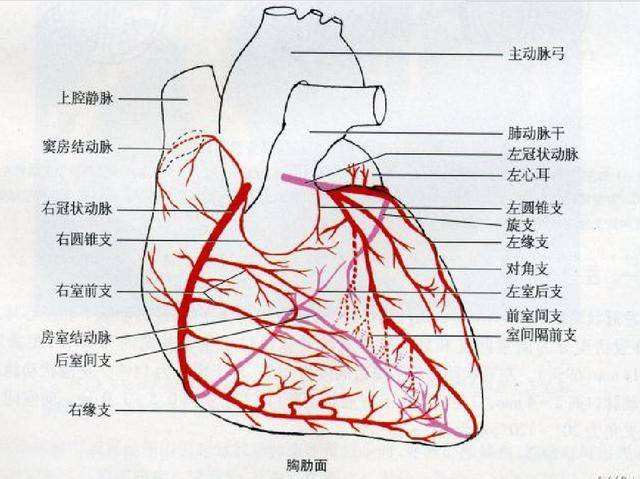 主动脉弓
上腔静脉
肺动脉干
窦房结动脉
左冠状动脉
左心耳
右冠状动脉
左圆锥支
旋支
右圆锥支
左缘支
对角支
右室前支
左室后支
前室间支
房室结动脉
室间隔前支
后室间支
右缘支
胸肋面